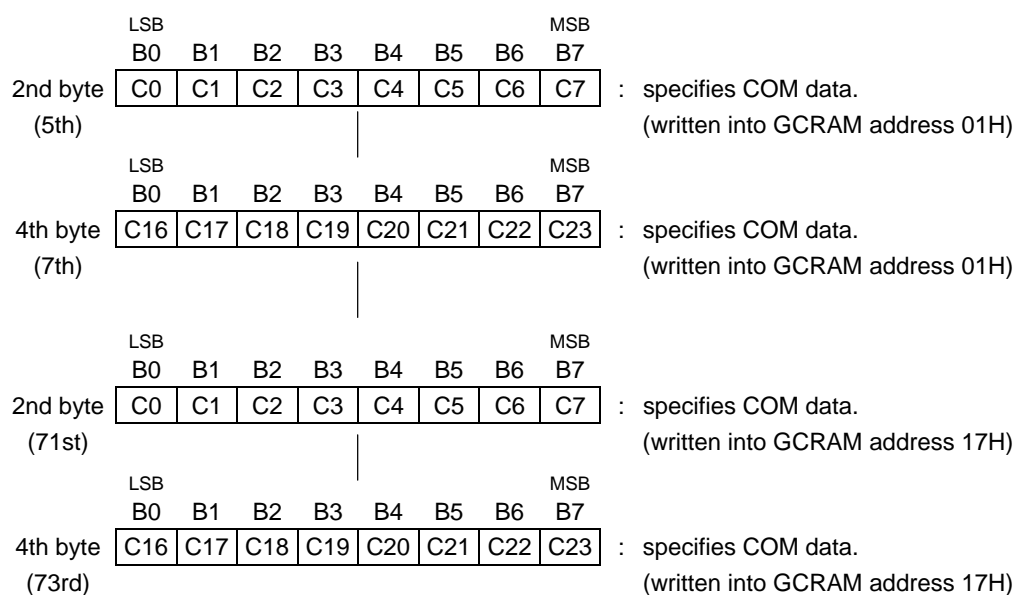 LSB MSB
B0 B1 B2 B3 B4 B5 B6 B7
2nd byte C0 C1 C2 C3 C4 C5 C6 C7 : specifies COM data.
(5th) (written into GCRAM address 01H)
LSB MSB
B0 B1 B2 B3 B4 B5 B6 B7
4th byte C16 C17 C18 C19 C20 C21 C22 C23 : specifies COM data.
(7th) (written into GCRAM address 01H)
LSB MSB
B0 B1 B2 B3 B4 B5 B6 B7
2nd byte C0 C1 C2 C3 C4 C5 C6 C7 : specifies COM data.
(71st) (written into GCRAM address 17H)
LSB MSB
B0 B1 B2 B3 B4 B5 B6 B7
4th byte C16 C17 C18 C19 C20 C21 C22 C23 : specifies COM data.
(73rd) (written into GCRAM address 17H)